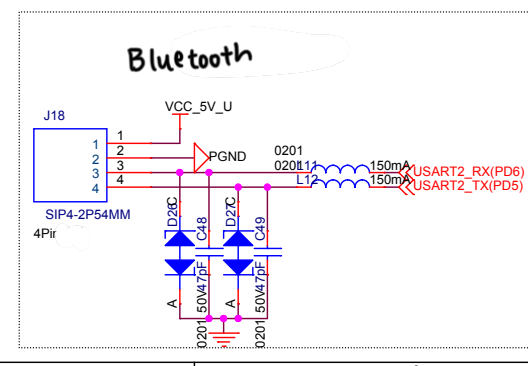 Bluetooth
VCC_5V_U
J18
1 1
2 2
3 3
4 4
PGND
0201
0201 L11 150mA USART2_RX(PD6)
L12 150mA USART2_TX(PD5)
SIP4-2P54MM
4Pin
D26 C
C48
D27 C
C49
47pF
47pF
A
50V
A
50V
0201
0201